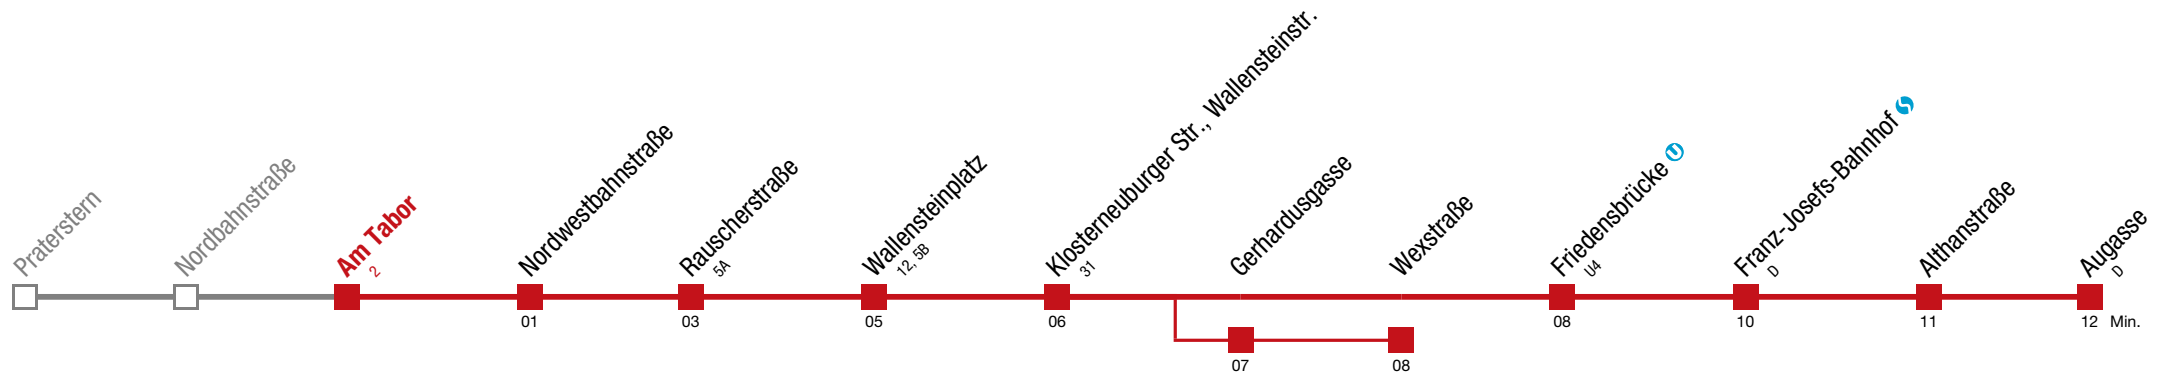 Praterstern
Nordbahnstraße
Am Tabor
2
Nordwestbahnstraße
Rauscherstraße
5A
Wallensteinplatz
12, 5B
Klosterneuburger Str., Wallensteinstr.
31
Gerhardusgasse
Wexstraße
Friedensbrücke U
U4
Franz-Josefs-Bahnhof S
D
Althanstraße
Augasse
D
01
03
05
06
08
10
11
12 Min.
07
08